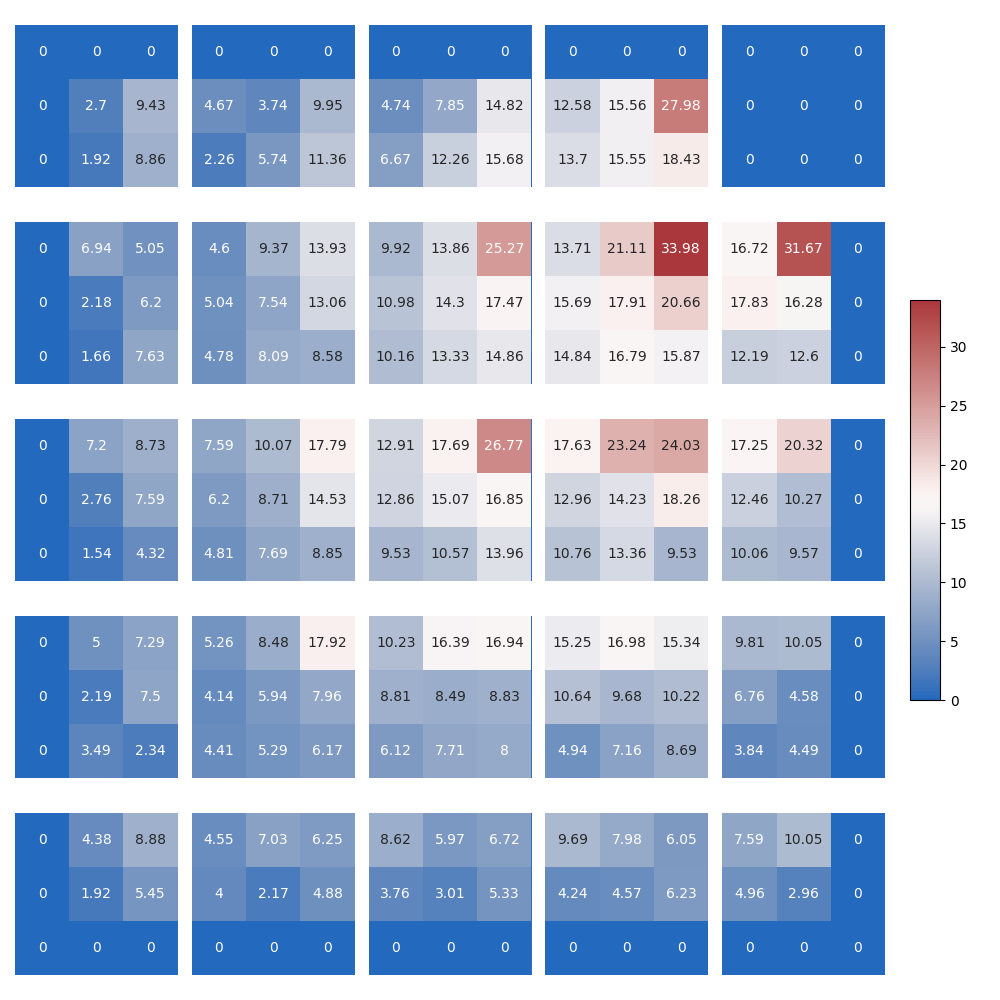 0 0 0 0 0 0 0 0 0 0 0 0 0 0 0
0 2.7 9.43 4.67 3.74 9.95 4.74 7.85 14.82 12.58 15.56 27.98 0 0 0
0 1.92 8.86 2.26 5.74 11.36 6.67 12.26 15.68 13.7 15.55 18.43 0 0 0
0 6.94 5.05 4.6 9.37 13.93 9.92 13.86 25.27 13.71 21.11 33.98 16.72 31.67 0
0 2.18 6.2 5.04 7.54 13.06 10.98 14.3 17.47 15.69 17.91 20.66 17.83 16.28 0
0 1.66 7.63 4.78 8.09 8.58 10.16 13.33 14.86 14.84 16.79 15.87 12.19 12.6 0
0 7.2 8.73 7.59 10.07 17.79 12.91 17.69 26.77 17.63 23.24 24.03 17.25 20.32 0
0 2.76 7.59 6.2 8.71 14.53 12.86 15.07 16.85 12.96 14.23 18.26 12.46 10.27 0
0 1.54 4.32 4.81 7.69 8.85 9.53 10.57 13.96 10.76 13.36 9.53 10.06 9.57 0
0 5 7.29 5.26 8.48 17.92 10.23 16.39 16.94 15.25 16.98 15.34 9.81 10.05 0
0 2.19 7.5 4.14 5.94 7.96 8.81 8.49 8.83 10.64 9.68 10.22 6.76 4.58 0
0 3.49 2.34 4.41 5.29 6.17 6.12 7.71 8 4.94 7.16 8.69 3.84 4.49 0
0 4.38 8.88 4.55 7.03 6.25 8.62 5.97 6.72 9.69 7.98 6.05 7.59 10.05 0
0 1.92 5.45 4 2.17 4.88 3.76 3.01 5.33 4.24 4.57 6.23 4.96 2.96 0
0 0 0 0 0 0 0 0 0 0 0 0 0 0 0
30
25
20
15
10
5
0